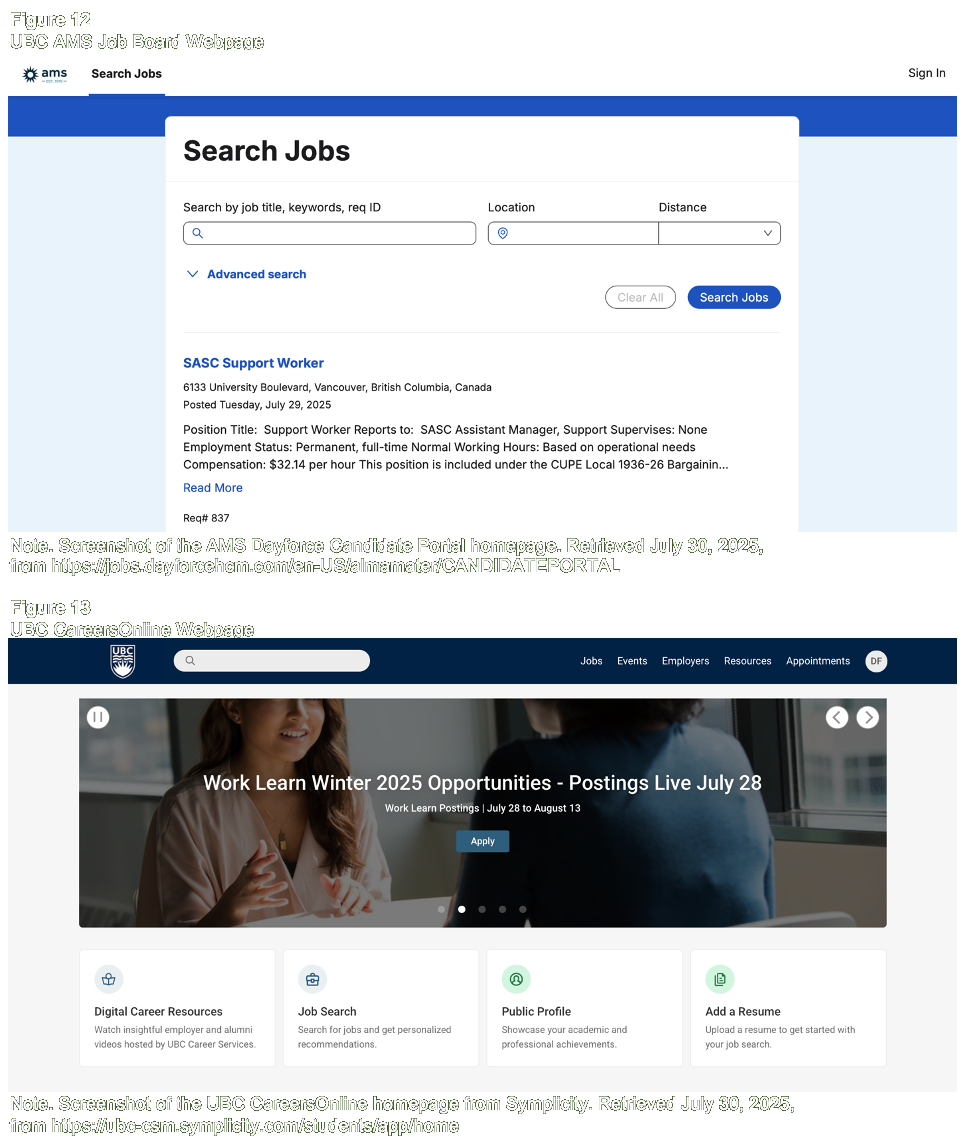 Figure 12
UBC AMS Job Board Webpage
ams
Search Jobs
Sign In
Search Jobs
Search by job title, keywords, req ID
Location
Distance
Advanced search
Clear All
Search Jobs
SASC Support Worker
6133 University Boulevard, Vancouver, British Columbia, Canada
Posted Tuesday, July 29, 2025
Position Title:  Support Worker Reports to:  SASC Assistant Manager, Support Supervises: None
Employment Status: Permanent, full-time Normal Working Hours: Based on operational needs
Compensation: $32.14 per hour This position is included under the CUPE Local 1936-26 Bargainin...
Read More
Req# 837
Note. Screenshot of the AMS Dayforce Candidate Portal homepage. Retrieved July 30, 2025,
from https://jobs.dayforcehcm.com/en-US/almamater/CANDIDATEPORTAL
Figure 13
UBC CareersOnline Webpage
UBC
Jobs
Events
Employers
Resources
Appointments
DF
Work Learn Winter 2025 Opportunities - Postings Live July 28
Work Learn Postings | July 28 to August 13
Apply
Digital Career Resources
Watch insightful employer and alumni
videos hosted by UBC Career Services.
Job Search
Search for jobs and get personalized
recommendations.
Public Profile
Showcase your academic and
professional achievements.
Add a Resume
Upload a resume to get started with
your job search.
Note. Screenshot of the UBC CareersOnline homepage from Symplicity. Retrieved July 30, 2025,
from https://ubc-csm.symplicity.com/students/app/home